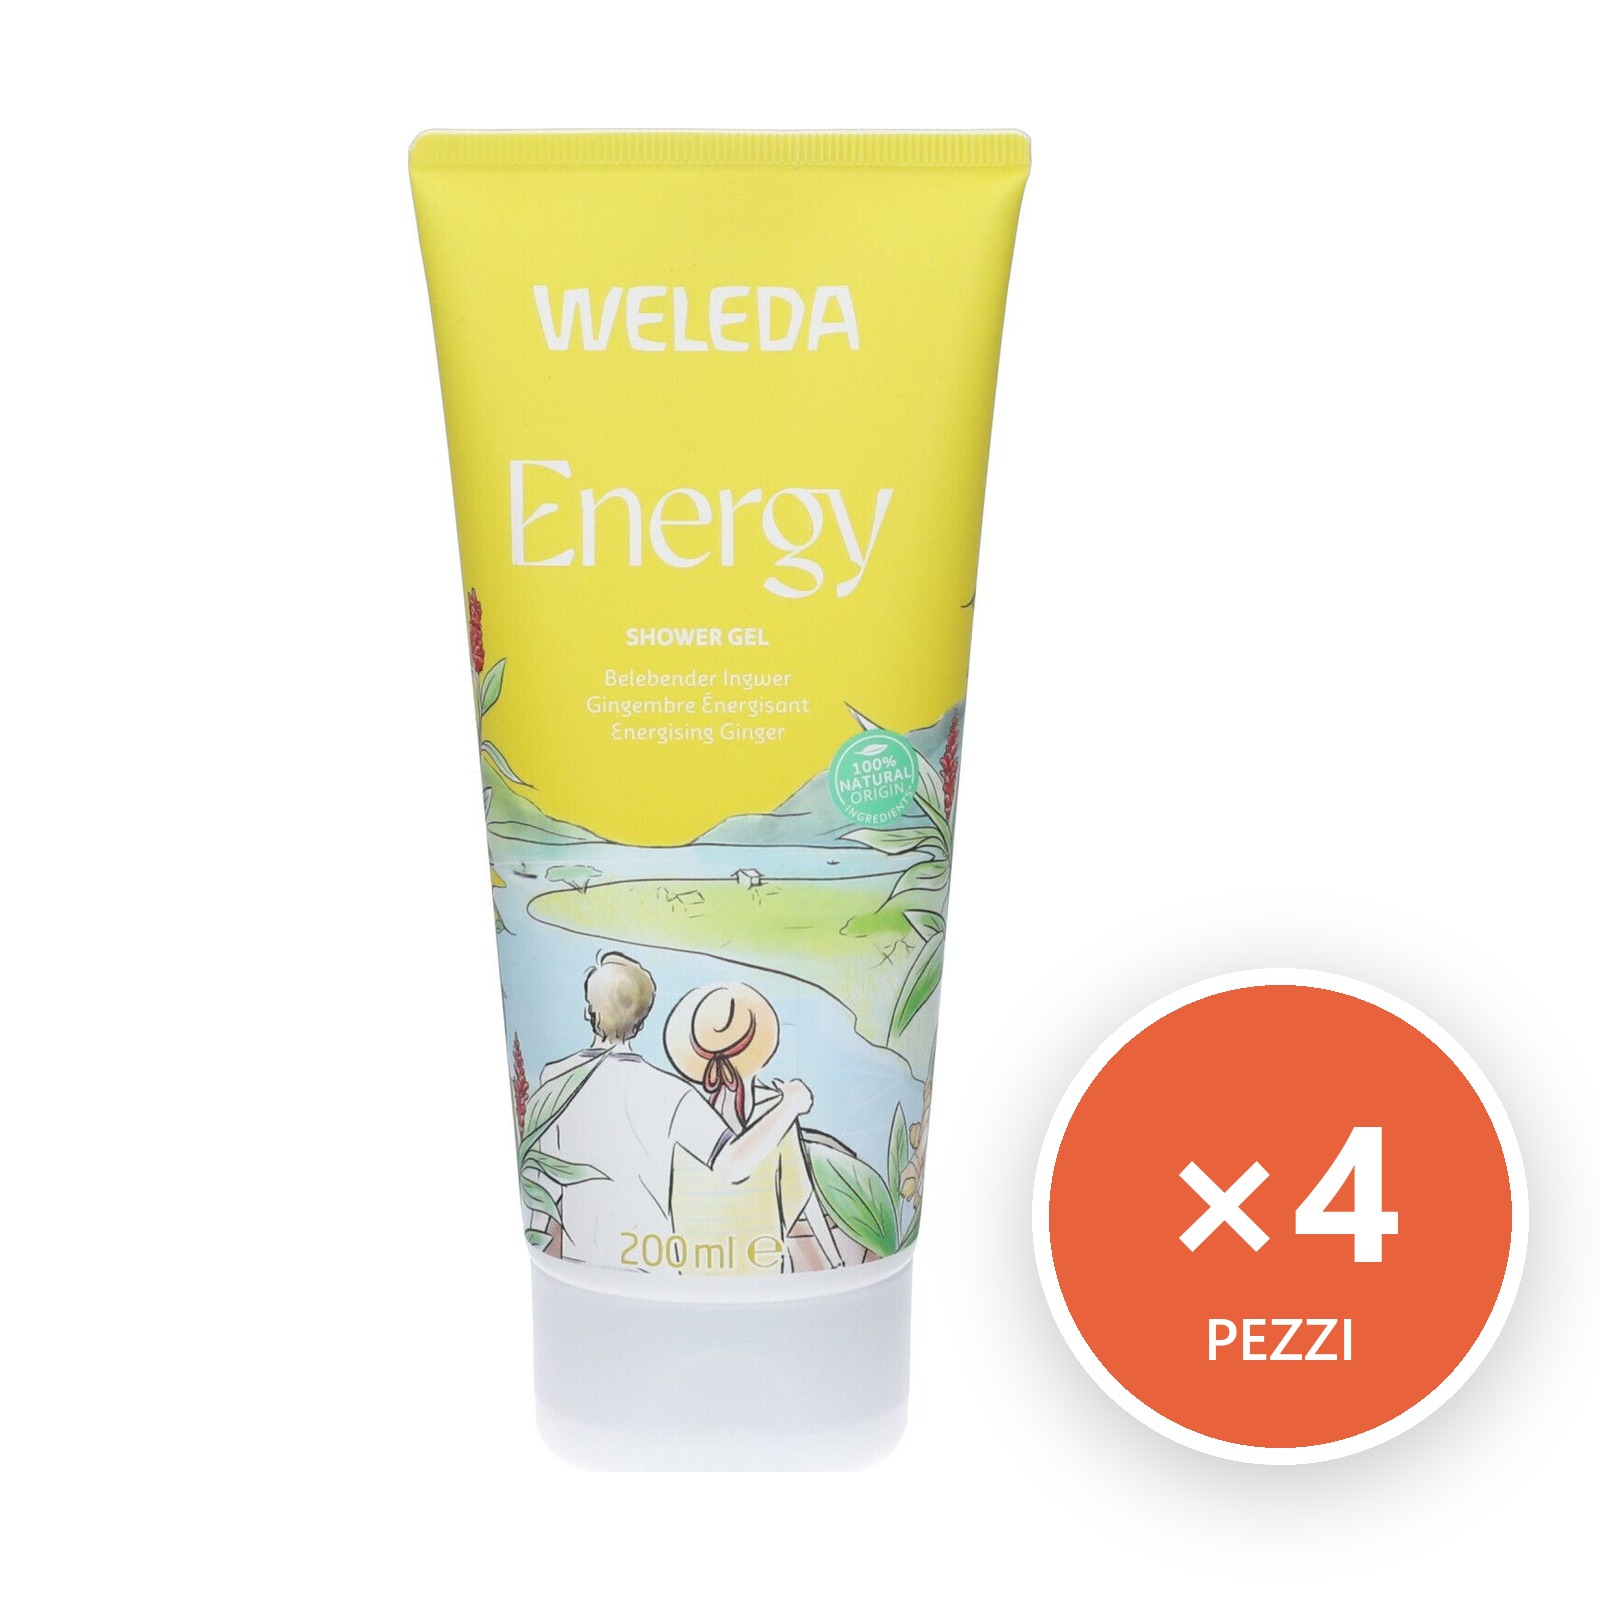 WELEDA
Energy
SHOWER GEL
Belebender Ingwer
Gingembre Énergisant
Energising Ginger
100%
NATURAL
ORIGIN
INGREDIENTS*
200ml ℮
×4
PEZZI